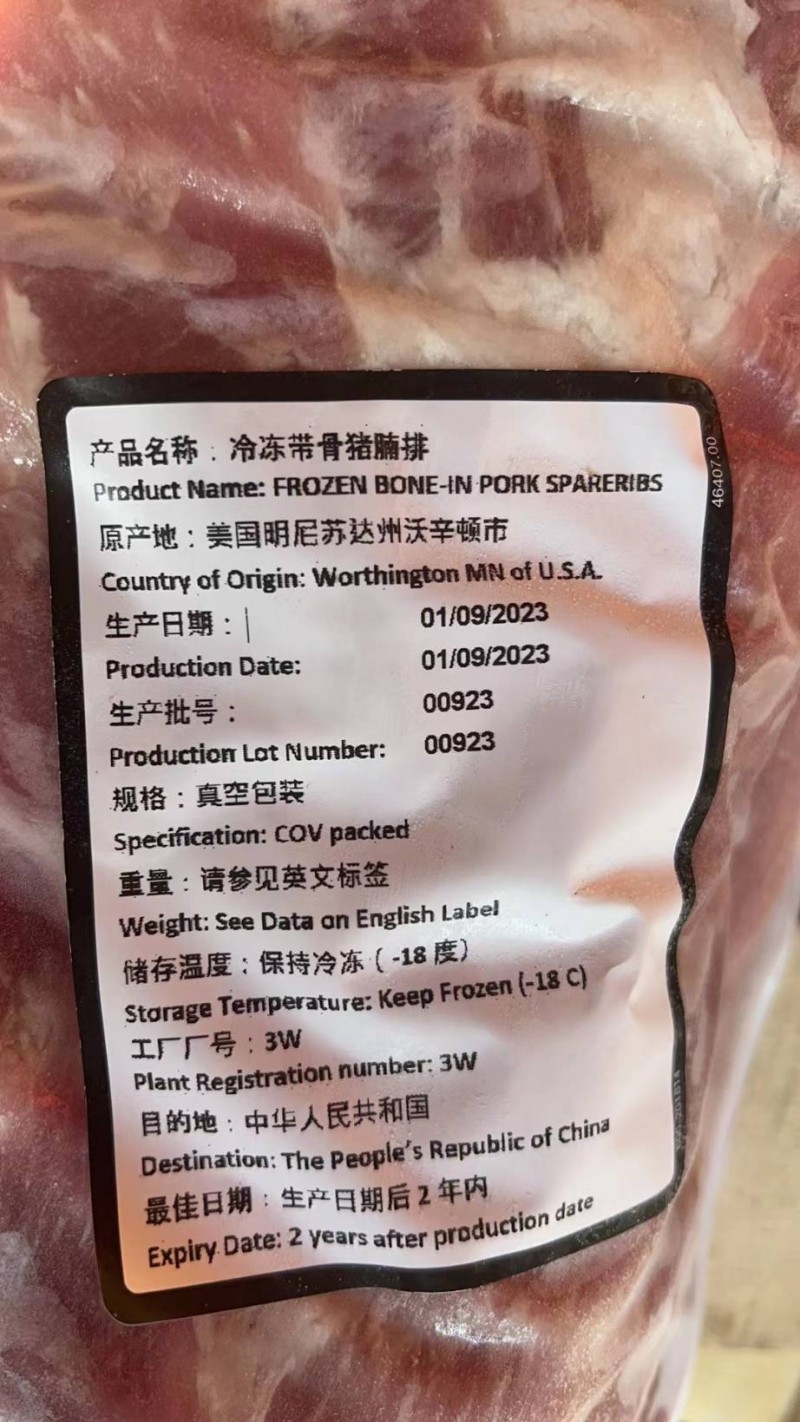 产品名称：冷冻带骨猪腩排
Product Name: FROZEN BONE-IN PORK SPARERIBS
原产地：美国明尼苏达州沃辛顿市
Country of Origin: Worthington MN of U.S.A.
生产日期： 01/09/2023
Production Date: 01/09/2023
生产批号： 00923
Production Lot Number: 00923
规格：真空包装
Specification: COV packed
重量：请参见英文标签
Weight: See Data on English Label
储存温度：保持冷冻（-18 度）
Storage Temperature: Keep Frozen (-18 C)
工厂厂号：3W
Plant Registration number: 3W
目的地：中华人民共和国
Destination: The People's Republic of China
最佳日期：生产日期后 2 年内
Expiry Date: 2 years after production date
46407.00